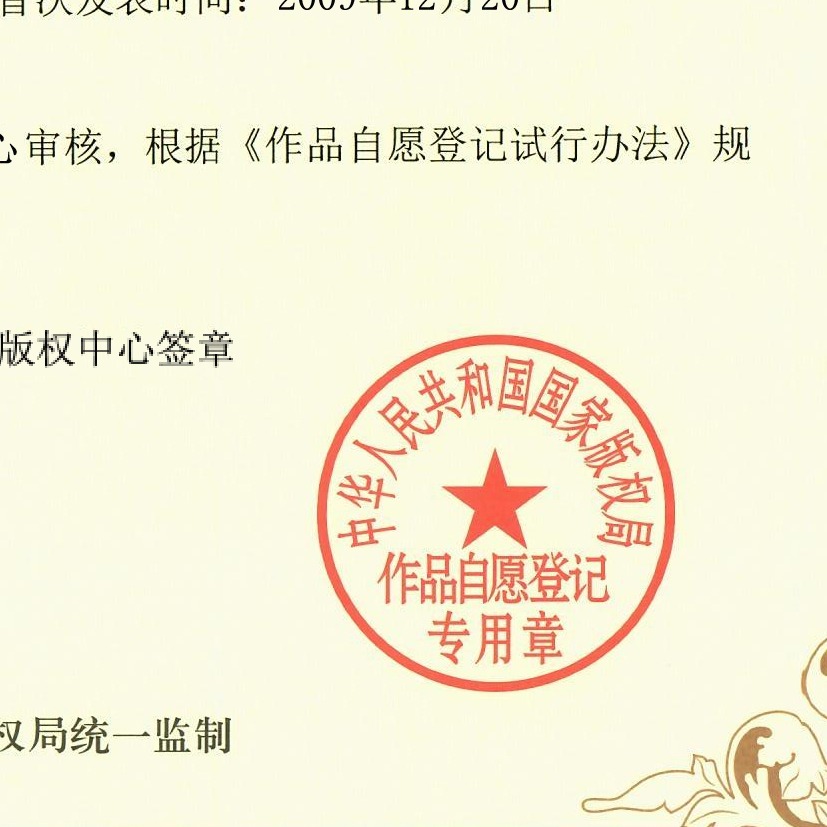 首次发表时间：2009年12月20日
心审核，根据《作品自愿登记试行办法》规
版权中心签章
中华人民共和国国家版权局
作品自愿登记
专用章
权局统一监制